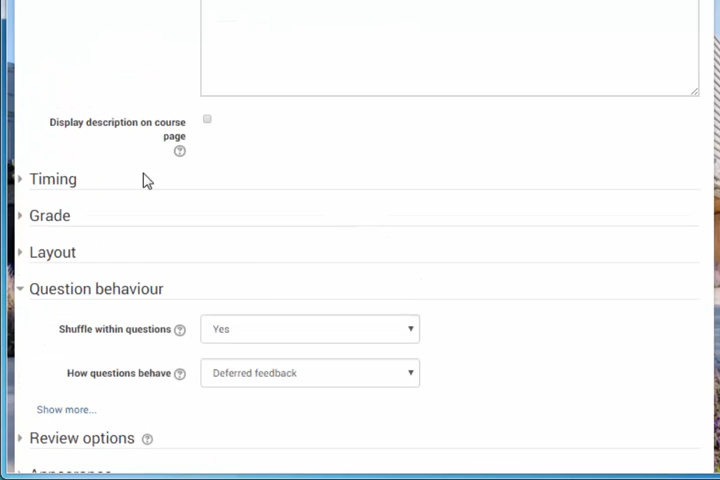 Display description on course
page
Timing
Grade
Layout
Question behaviour
Shuffle within questions Yes
How questions behave Deferred feedback
Show more...
Review options
Appearance